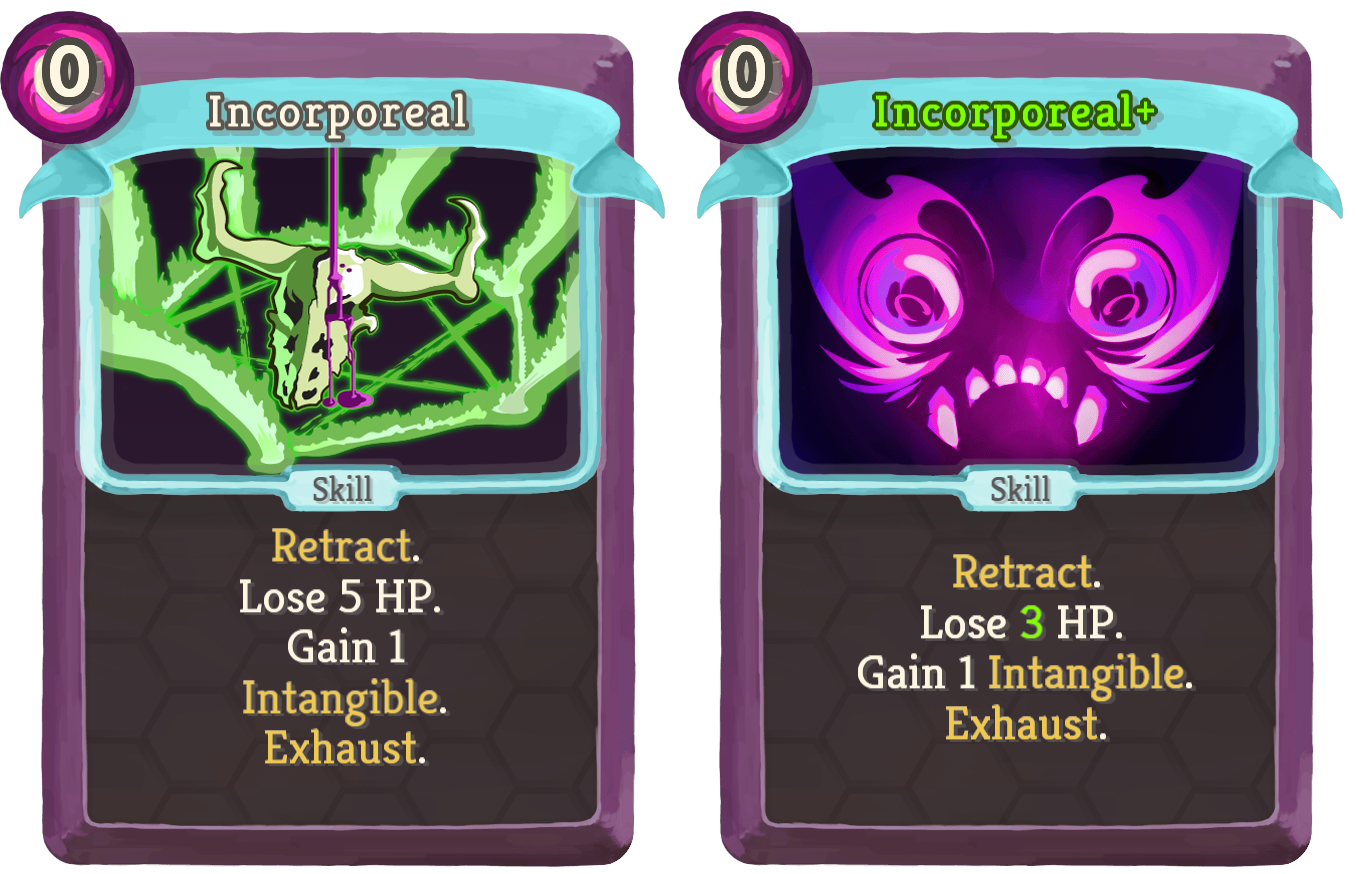 0
Incorporeal
Skill
Retract.
Lose 5 HP.
Gain 1
Intangible.
Exhaust.
0
Incorporeal+
Skill
Retract.
Lose 3 HP.
Gain 1 Intangible.
Exhaust.